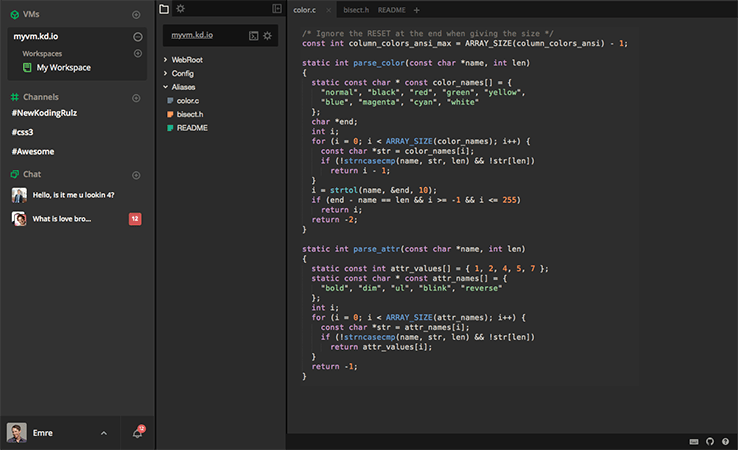 VMs
myvm.kd.io
Workspaces
My Workspace
Channels
#NewKodingRulz
#css3
#Awesome
Chat
Hello, is it me u lookin 4?
What is love bro...
12
Emre
12
myvm.kd.io
WebRoot
Config
Aliases
color.c
bisect.h
README
color.c
bisect.h
README
/* Ignore the RESET at the end when giving the size */
const int column_colors_ansi_max = ARRAY_SIZE(column_colors_ansi) - 1;
static int parse_color(const char *name, int len)
{
static const char * const color_names[] = {
"normal", "black", "red", "green", "yellow",
"blue", "magenta", "cyan", "white"
};
char *end;
int i;
for (i = 0; i < ARRAY_SIZE(color_names); i++) {
const char *str = color_names[i];
if (!strncasecmp(name, str, len) && !str[len])
return i - 1;
}
i = strtol(name, &end, 10);
if (end - name == len && i >= -1 && i <= 255)
return i;
return -2;
}
static int parse_attr(const char *name, int len)
{
static const int attr_values[] = { 1, 2, 4, 5, 7 };
static const char * const attr_names[] = {
"bold", "dim", "ul", "blink", "reverse"
};
int i;
for (i = 0; i < ARRAY_SIZE(attr_names); i++) {
const char *str = attr_names[i];
if (!strncasecmp(name, str, len) && !str[len])
return attr_values[i];
}
return -1;
}